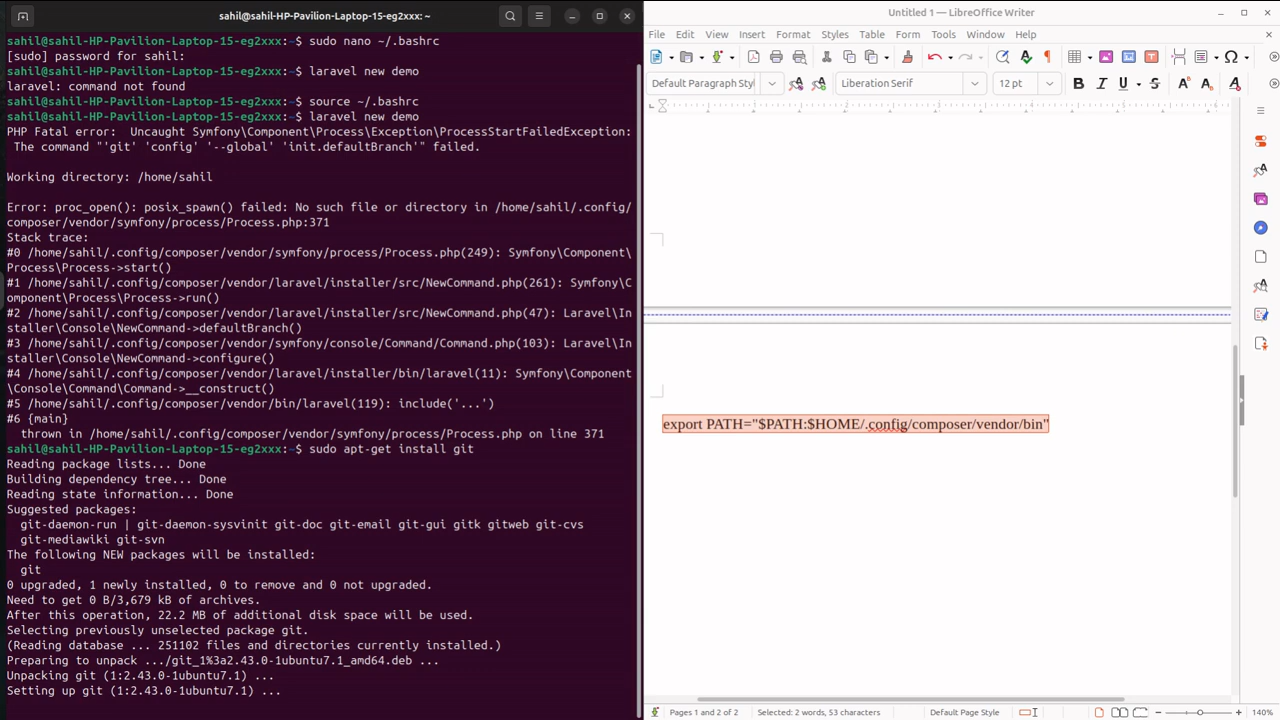 sahil@sahil-HP-Pavilion-Laptop-15-eg2xxx: ~
sahil@sahil-HP-Pavilion-Laptop-15-eg2xxx:~$ sudo nano ~/.bashrc
[sudo] password for sahil:
sahil@sahil-HP-Pavilion-Laptop-15-eg2xxx:~$ laravel new demo
laravel: command not found
sahil@sahil-HP-Pavilion-Laptop-15-eg2xxx:~$ source ~/.bashrc
sahil@sahil-HP-Pavilion-Laptop-15-eg2xxx:~$ laravel new demo
PHP Fatal error:  Uncaught Symfony\Component\Process\Exception\ProcessStartFailedException:
 The command "'git' 'config' '--global' 'init.defaultBranch'" failed.
Working directory: /home/sahil
Error: proc_open(): posix_spawn() failed: No such file or directory in /home/sahil/.config/
composer/vendor/symfony/process/Process.php:371
Stack trace:
#0 /home/sahil/.config/composer/vendor/symfony/process/Process.php(249): Symfony\Component\
Process\Process->start()
#1 /home/sahil/.config/composer/vendor/laravel/installer/src/NewCommand.php(261): Symfony\C
omponent\Process\Process->run()
#2 /home/sahil/.config/composer/vendor/laravel/installer/src/NewCommand.php(47): Laravel\In
staller\Console\NewCommand->defaultBranch()
#3 /home/sahil/.config/composer/vendor/symfony/console/Command/Command.php(103): Laravel\In
staller\Console\NewCommand->configure()
#4 /home/sahil/.config/composer/vendor/laravel/installer/bin/laravel(11): Symfony\Component
\Console\Command\Command->__construct()
#5 /home/sahil/.config/composer/vendor/bin/laravel(119): include('...')
#6 {main}
  thrown in /home/sahil/.config/composer/vendor/symfony/process/Process.php on line 371
sahil@sahil-HP-Pavilion-Laptop-15-eg2xxx:~$ sudo apt-get install git
Reading package lists... Done
Building dependency tree... Done
Reading state information... Done
Suggested packages:
  git-daemon-run | git-daemon-sysvinit git-doc git-email git-gui gitk gitweb git-cvs
  git-mediawiki git-svn
The following NEW packages will be installed:
  git
0 upgraded, 1 newly installed, 0 to remove and 0 not upgraded.
Need to get 0 B/3,679 kB of archives.
After this operation, 22.2 MB of additional disk space will be used.
Selecting previously unselected package git.
(Reading database ... 251102 files and directories currently installed.)
Preparing to unpack .../git_1%3a2.43.0-1ubuntu7.1_amd64.deb ...
Unpacking git (1:2.43.0-1ubuntu7.1) ...
Setting up git (1:2.43.0-1ubuntu7.1) ...
Untitled 1 — LibreOffice Writer
File Edit View Insert Format Styles Table Form Tools Window Help
Default Paragraph Styl Liberation Serif 12 pt B I U S A A A
export PATH="$PATH:$HOME/.config/composer/vendor/bin"
Pages 1 and 2 of 2 Selected: 2 words, 53 characters Default Page Style 140%